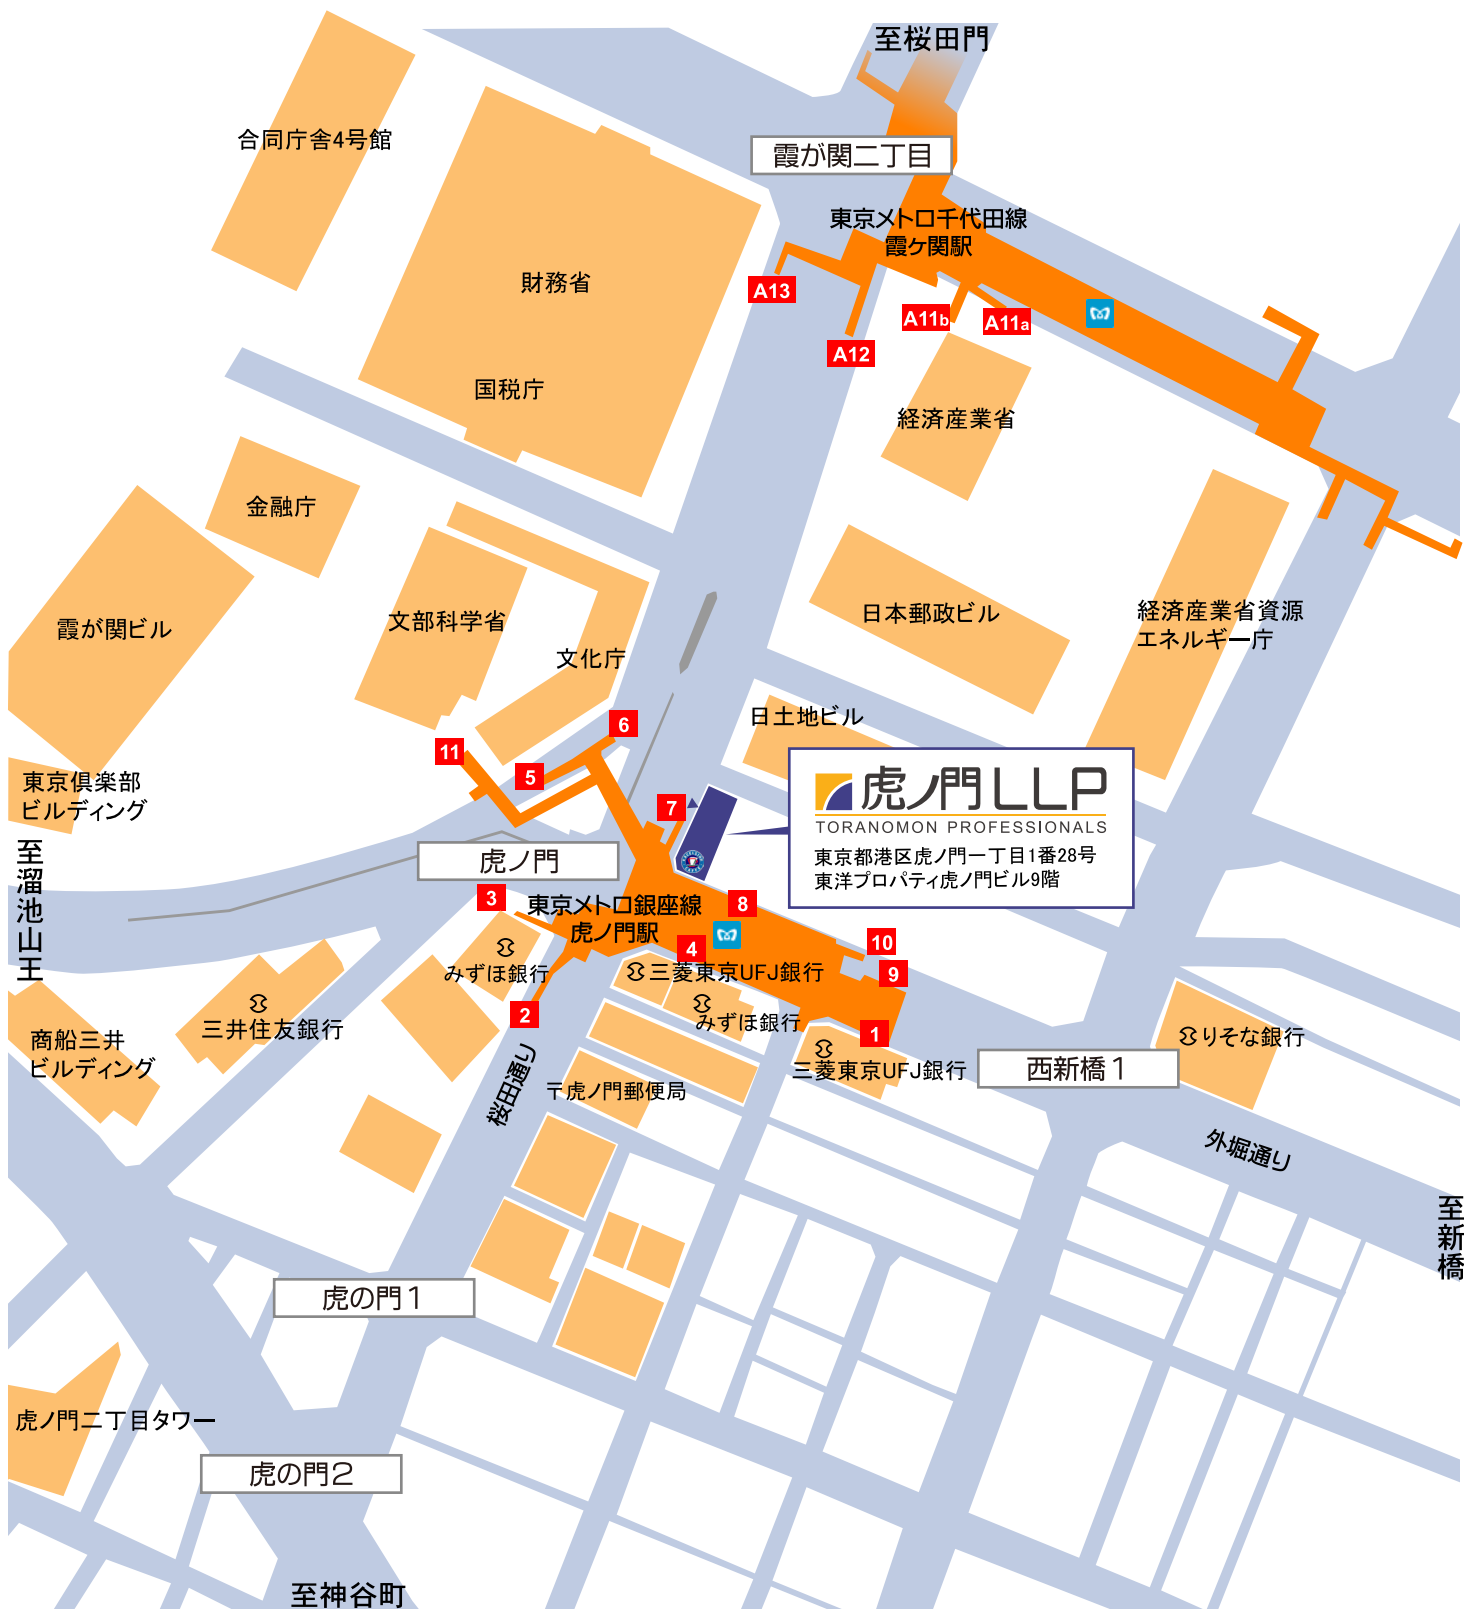 至桜田門
合同庁舎4号館
霞が関二丁目
東京メトロ千代田線
霞ケ関駅
財務省
A13
A11b
A11a
A12
国税庁
経済産業省
金融庁
文部科学省
霞が関ビル
文化庁
日本郵政ビル
経済産業省資源
エネルギー庁
日土地ビル
6
11
5
7
東京倶楽部
ビルディング
虎ノ門LLP
TORANOMON PROFESSIONALS
東京都港区虎ノ門一丁目1番28号
東洋プロパティ虎ノ門ビル9階
虎ノ門
至溜池山王
3
東京メトロ銀座線
虎ノ門駅
8
4
10
9
みずほ銀行
三菱東京UFJ銀行
2
みずほ銀行
1
三井住友銀行
商船三井
ビルディング
りそな銀行
三菱東京UFJ銀行
西新橋1
桜田通り
〒虎ノ門郵便局
外堀通り
至新橋
虎の門1
虎ノ門二丁目タワー
虎の門2
至神谷町